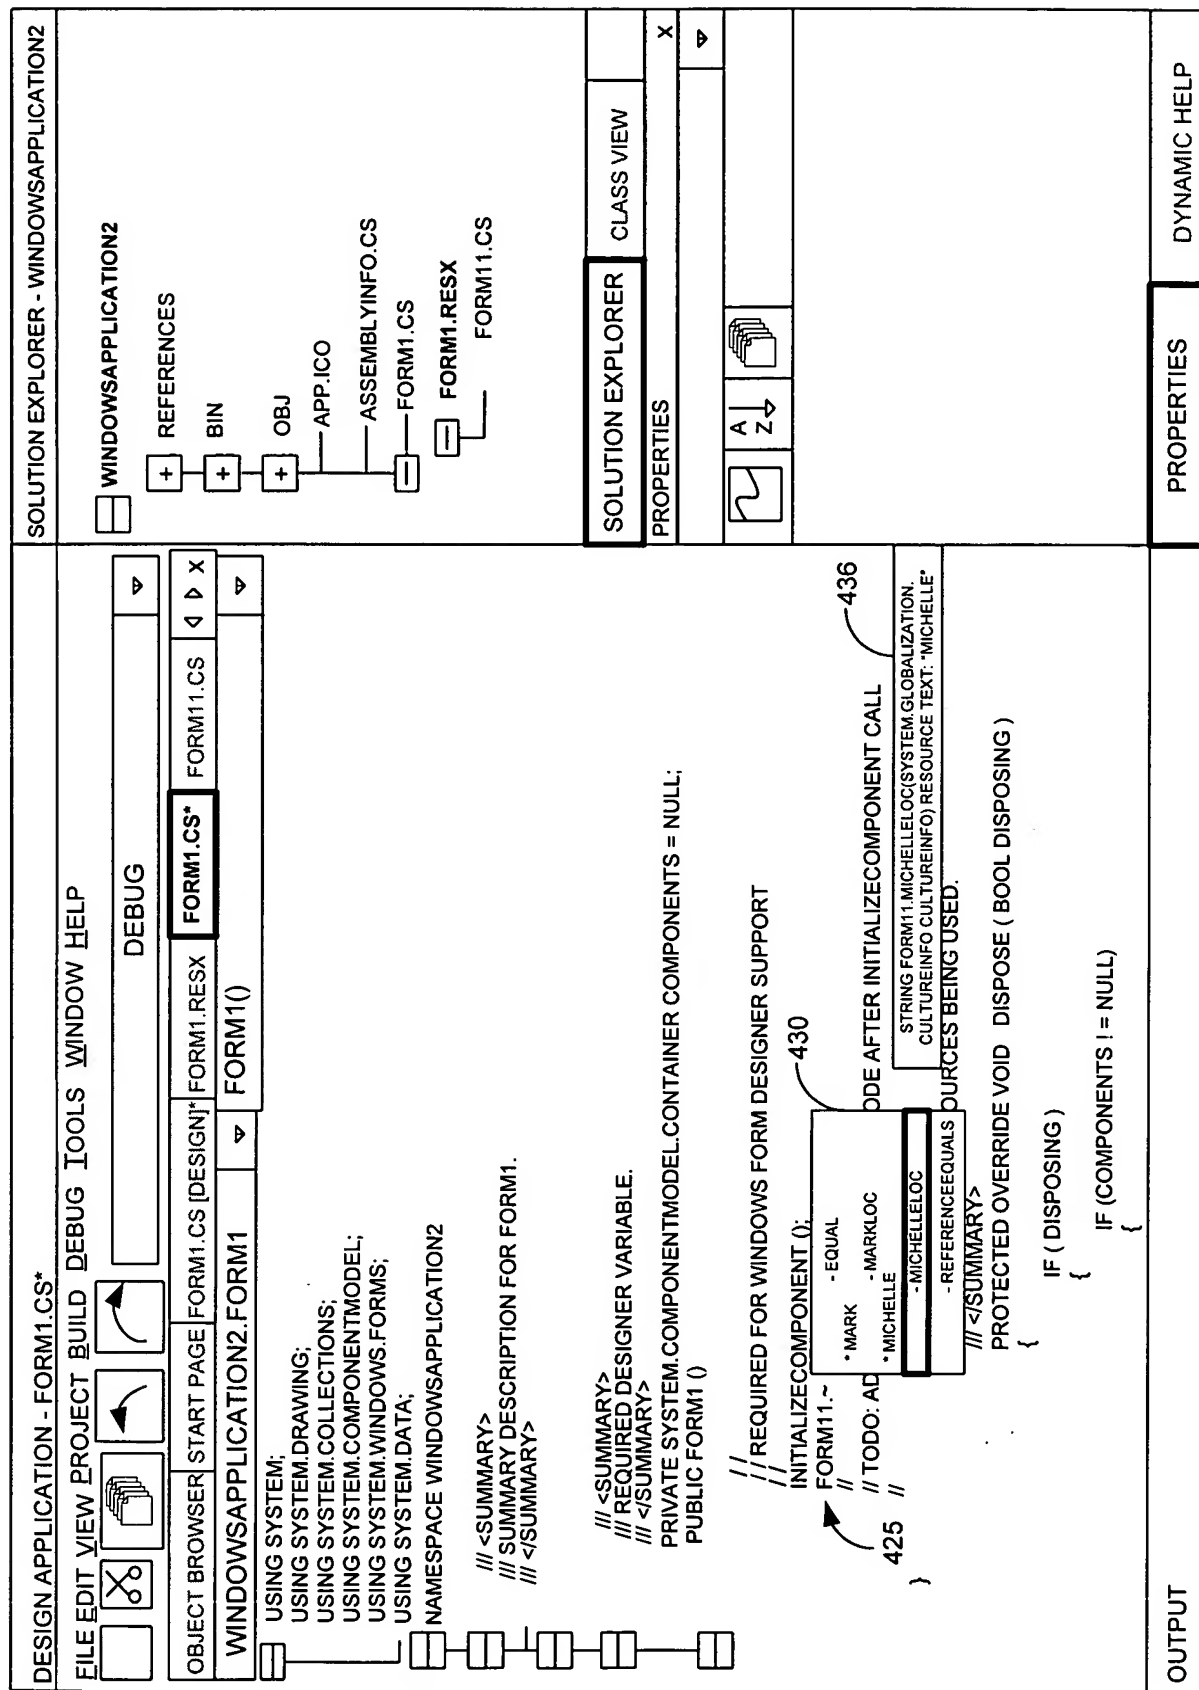 DESIGN APPLICATION - FORM1.CS*
FILE EDIT VIEW PROJECT BUILD DEBUG TOOLS WINDOW HELP
DEBUG
OBJECT BROWSER START PAGE FORM1.CS [DESIGN]* FORM1.RESX FORM1.CS* FORM11.CS X
WINDOWSAPPLICATION2.FORM1 FORM1()
USING SYSTEM;
USING SYSTEM.DRAWING;
USING SYSTEM.COLLECTIONS;
USING SYSTEM.COMPONENTMODEL;
USING SYSTEM.WINDOWS.FORMS;
USING SYSTEM.DATA;
NAMESPACE WINDOWSAPPLICATION2
/// <SUMMARY>
/// SUMMARY DESCRIPTION FOR FORM1.
/// </SUMMARY>
/// <SUMMARY>
/// REQUIRED DESIGNER VARIABLE.
/// </SUMMARY>
PRIVATE SYSTEM.COMPONENTMODEL.CONTAINER COMPONENTS = NULL;
PUBLIC FORM1 ()
//
// REQUIRED FOR WINDOWS FORM DESIGNER SUPPORT
//
INITIALIZECOMPONENT ();
FORM11.~
//
// TODO: AD
ODE AFTER INITIALIZECOMPONENT CALL
//
425
}
430
* MARK - EQUAL
- MARKLOC
* MICHELLE
- MICHELLELOC
- REFERENCEEQUALS
436
STRING FORM11.MICHELLELOC(SYSTEM.GLOBALIZATION.
CULTUREINFO CULTUREINFO) RESOURCE TEXT: "MICHELLE"
OURCES BEING USED.
/// </SUMMARY>
PROTECTED OVERRIDE VOID DISPOSE ( BOOL DISPOSING )
{
IF ( DISPOSING )
{
IF (COMPONENTS ! = NULL)
{
OUTPUT
SOLUTION EXPLORER - WINDOWSAPPLICATION2
WINDOWSAPPLICATION2
+ REFERENCES
+ BIN
+ OBJ
APP.ICO
ASSEMBLYINFO.CS
FORM1.CS
FORM1.RESX
FORM11.CS
SOLUTION EXPLORER CLASS VIEW
PROPERTIES X
A
Z
PROPERTIES DYNAMIC HELP